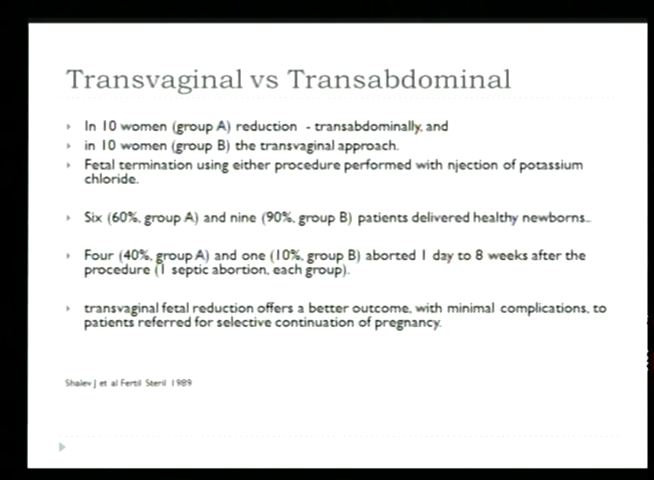 Transvaginal vs Transabdominal
In 10 women (group A) reduction - transabdominally, and
in 10 women (group B) the transvaginal approach.
Fetal termination using either procedure performed with njection of potassium
chloride.
Six (60%, group A) and nine (90%, group B) patients delivered healthy newborns..
Four (40%, group A) and one (10%, group B) aborted 1 day to 8 weeks after the
procedure (1 septic abortion, each group).
transvaginal fetal reduction offers a better outcome, with minimal complications, to
patients referred for selective continuation of pregnancy.
Shalev J et al Fertil Steril 1989